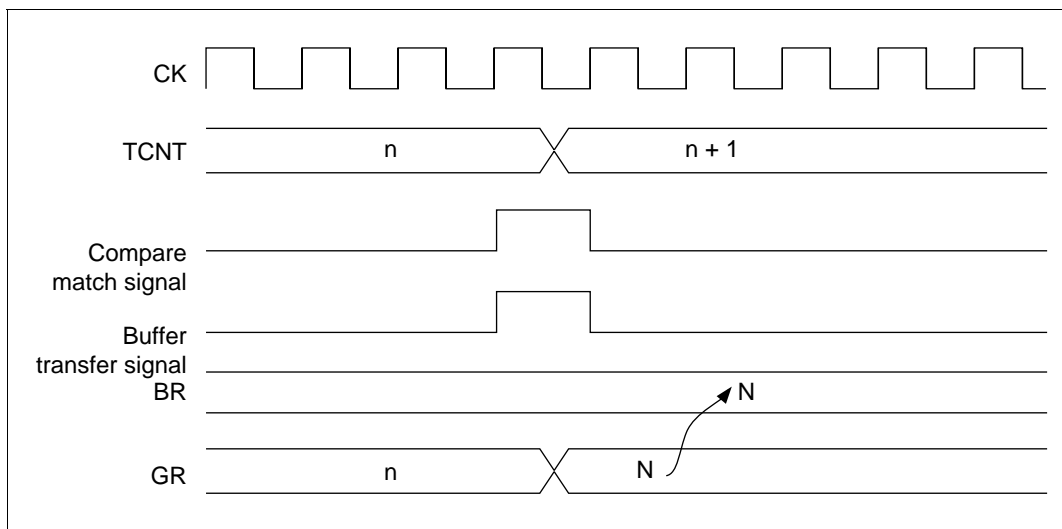 CK
TCNT
n
n + 1
Compare
match signal
Buffer
transfer signal
BR
N
GR
n
N